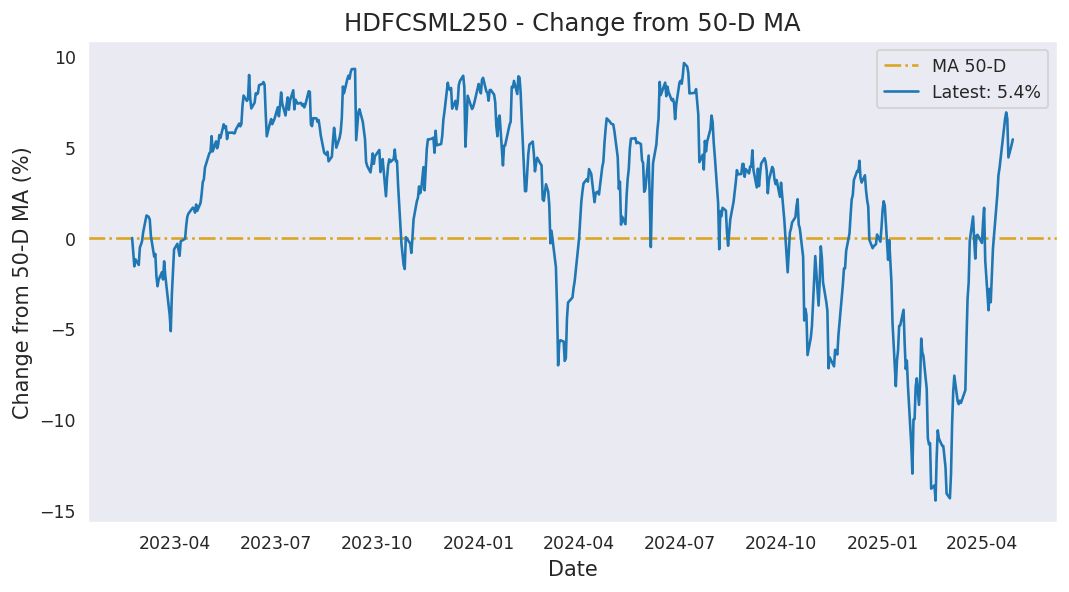 HDFCSML250 - Change from 50-D MA
MA 50-D
Latest: 5.4%
Change from 50-D MA (%)
10
5
0
−5
−10
−15
2023-04 2023-07 2023-10 2024-01 2024-04 2024-07 2024-10 2025-01 2025-04
Date